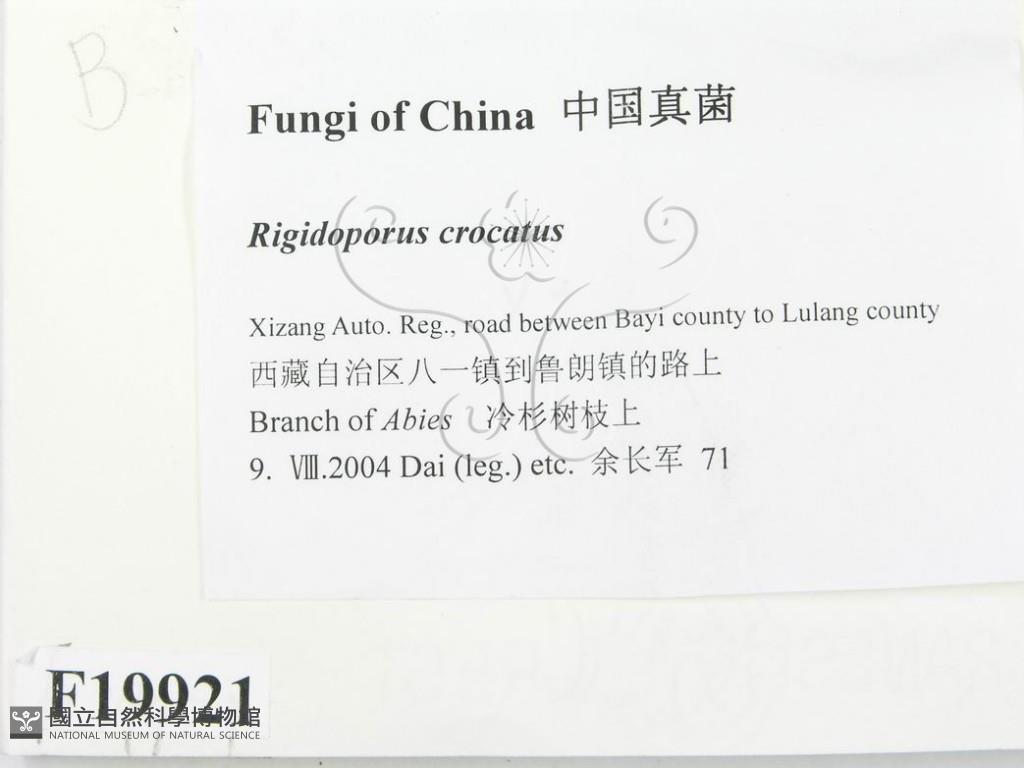 B
Fungi of China 中国真菌
Rigidoporus crocatus
Xizang Auto. Reg., road between Bayi county to Lulang county
西藏自治区八一镇到鲁朗镇的路上
Branch of Abies 冷杉树枝上
9. Ⅷ.2004 Dai (leg.) etc. 余长军 71
F19921
國立自然科學博物館
NATIONAL MUSEUM OF NATURAL SCIENCE